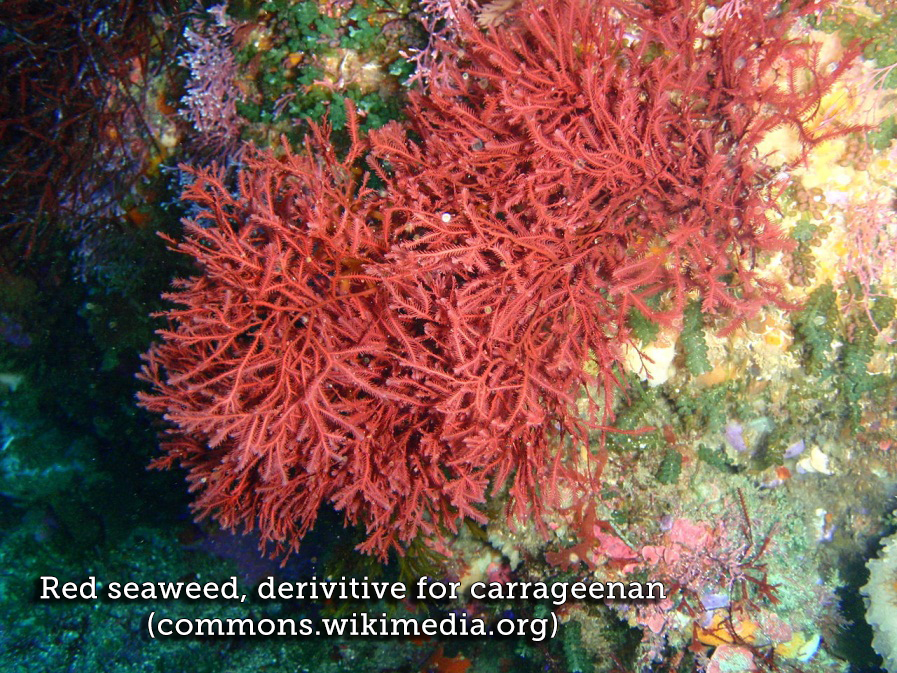 Red seaweed, derivitive for carrageenan
(commons.wikimedia.org)